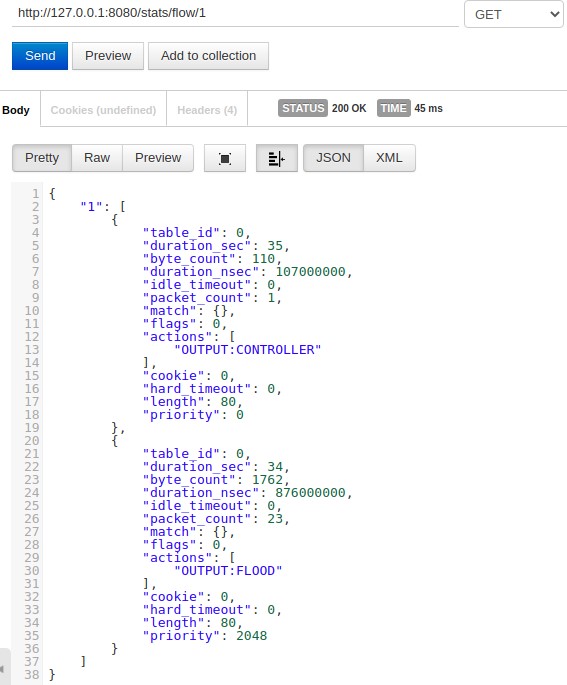 http://127.0.0.1:8080/stats/flow/1 GET
Send Preview Add to collection
Body Cookies (undefined) Headers (4) STATUS 200 OK TIME 45 ms
Pretty Raw Preview JSON XML
1 {
2     "1": [
3         {
4             "table_id": 0,
5             "duration_sec": 35,
6             "byte_count": 110,
7             "duration_nsec": 107000000,
8             "idle_timeout": 0,
9             "packet_count": 1,
10             "match": {},
11             "flags": 0,
12             "actions": [
13                 "OUTPUT:CONTROLLER"
14             ],
15             "cookie": 0,
16             "hard_timeout": 0,
17             "length": 80,
18             "priority": 0
19         },
20         {
21             "table_id": 0,
22             "duration_sec": 34,
23             "byte_count": 1762,
24             "duration_nsec": 876000000,
25             "idle_timeout": 0,
26             "packet_count": 23,
27             "match": {},
28             "flags": 0,
29             "actions": [
30                 "OUTPUT:FLOOD"
31             ],
32             "cookie": 0,
33             "hard_timeout": 0,
34             "length": 80,
35             "priority": 2048
36         }
37     ]
38 }